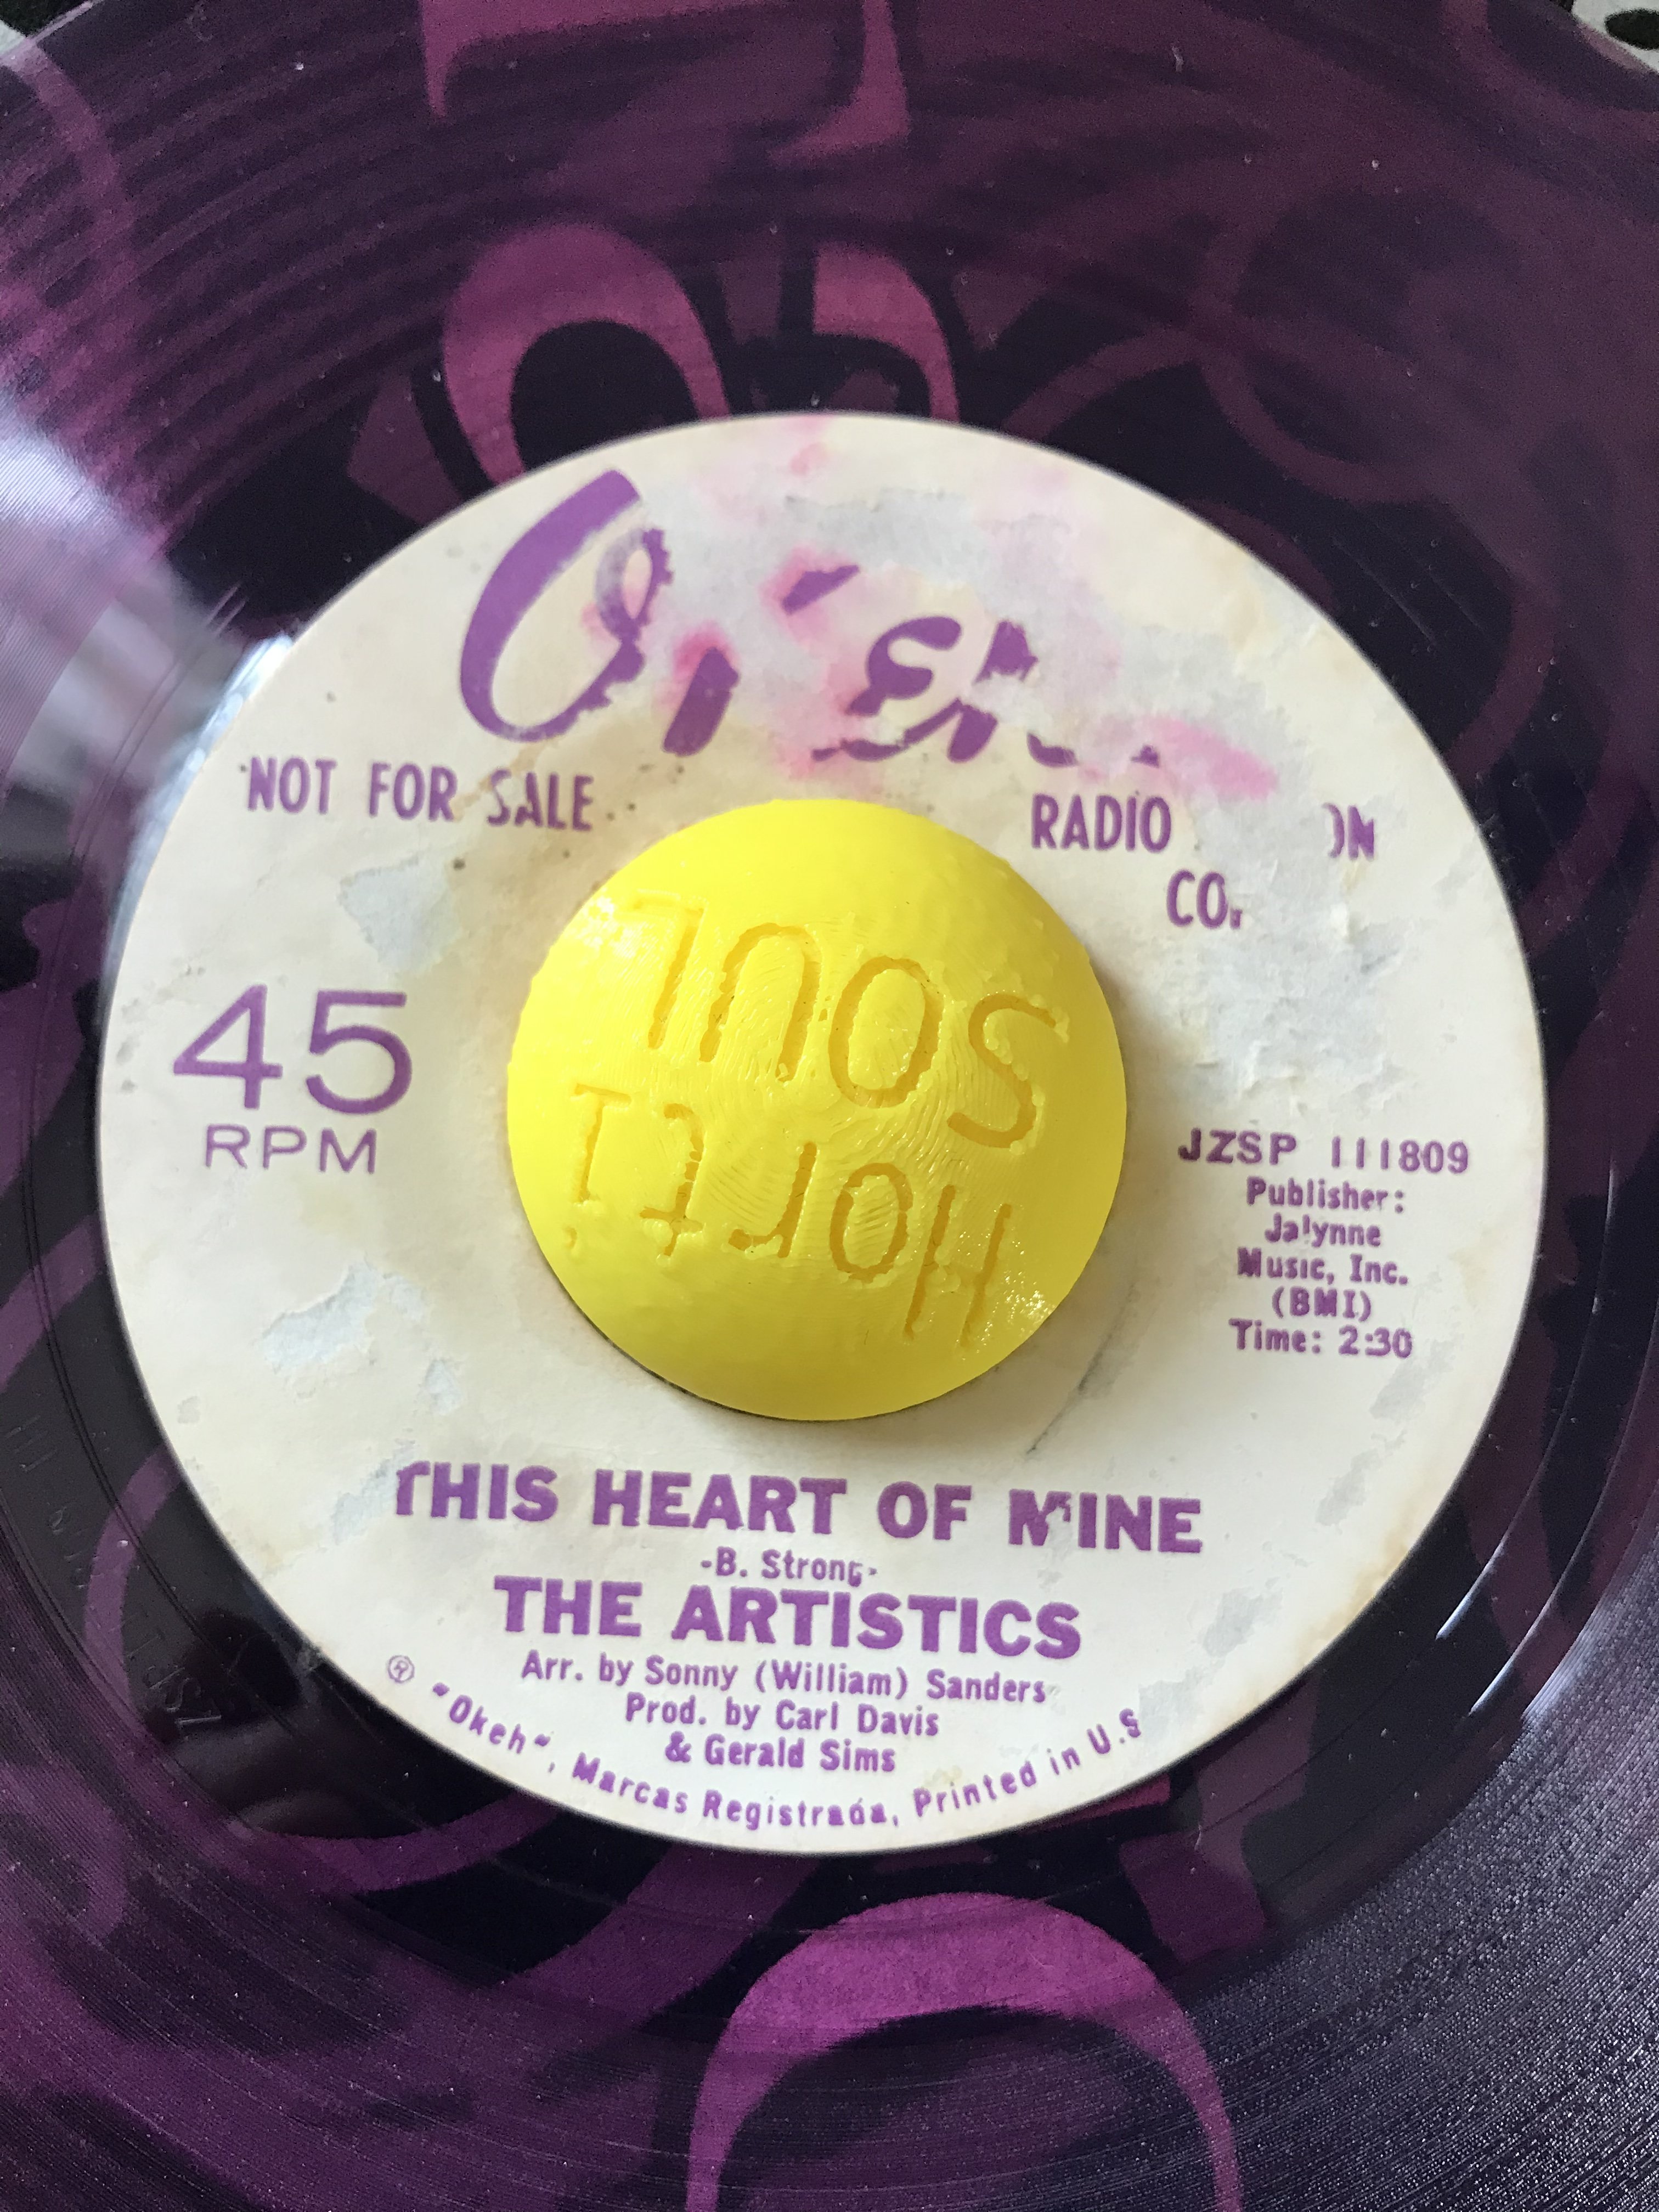 NOT FOR SALE
RADIO
CO.
45
RPM
SOUL
JZSP 111809
Publisher:
Jalynne
Music, Inc.
(BMI)
Time: 2:30
THIS HEART OF MINE
-B. Strong-
THE ARTISTICS
Arr. by Sonny (William) Sanders
Prod. by Carl Davis
& Gerald Sims
® "Okeh", Marcas Registrada, Printed in U.S